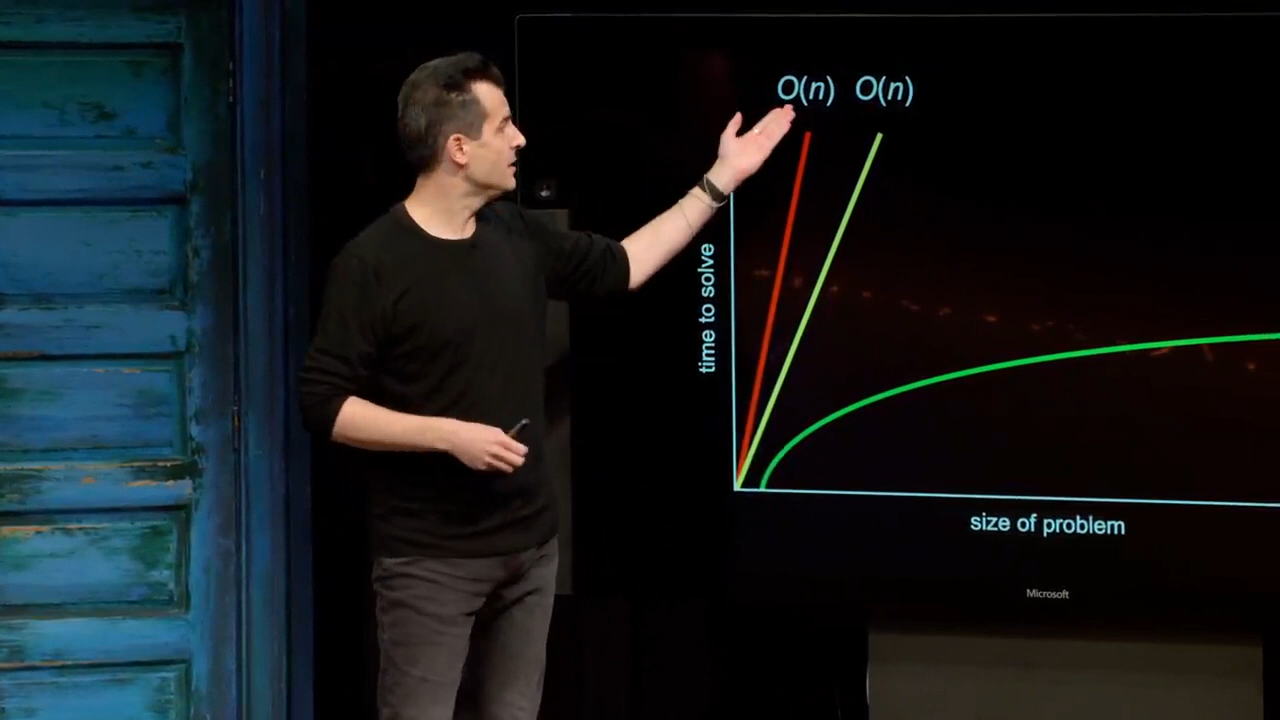 O(n) O(n)
time to solve
size of problem
Microsoft